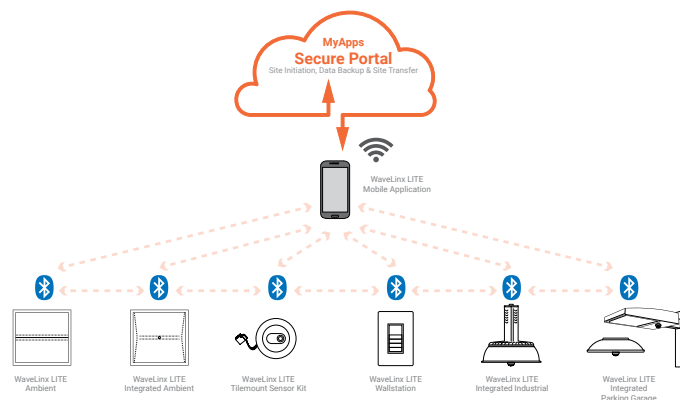 MyApps
Secure Portal
Site Initiation, Data Backup & Site Transfer
WaveLinx LITE
Mobile Application
WaveLinx LITE
Ambient
WaveLinx LITE
Integrated Ambient
WaveLinx LITE
Tilemount Sensor Kit
WaveLinx LITE
Wallstation
WaveLinx LITE
Integrated Industrial
WaveLinx LITE
Integrated
Parking Garage